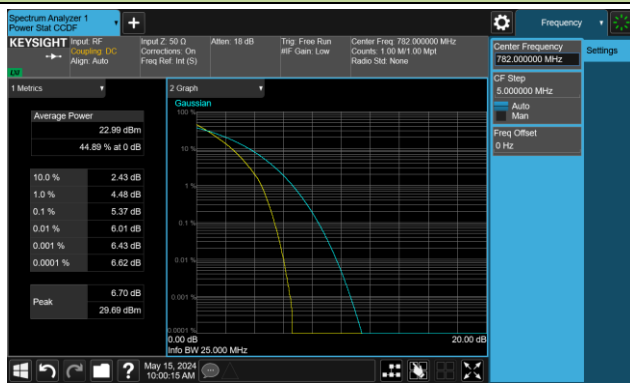 Spectrum Analyzer 1
Power Stat CCDF
Frequency
KEYSIGHT
Input: RF
Coupling: DC
Align: Auto
Input Z: 50 Ω
Corrections: On
Freq Ref: Int (S)
Atten: 18 dB
Trig: Free Run
#IF Gain: Low
Center Freq: 782.000000 MHz
Counts: 1.00 M/1.00 Mpt
Radio Std: None
Center Frequency
782.000000 MHz
Settings
CF Step
5.000000 MHz
Auto
Man
Freq Offset
0 Hz
1 Metrics
Average Power
22.99 dBm
44.89 % at 0 dB
10.0 % 2.43 dB
1.0 % 4.48 dB
0.1 % 5.37 dB
0.01 % 6.01 dB
0.001 % 6.43 dB
0.0001 % 6.62 dB
Peak
6.70 dB
29.69 dBm
2 Graph
Gaussian
100 %
10 %
1 %
0.1 %
0.01 %
0.001 %
0.0001 %
0.00 dB
20.00 dB
Info BW 25.000 MHz
May 15, 2024
10:00:15 AM